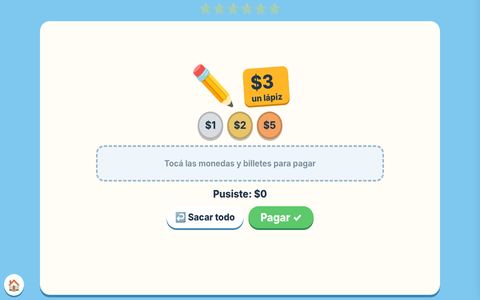 $3
un lápiz
$1 $2 $5
Tocá las monedas y billetes para pagar
Pusiste: $0
Sacar todo Pagar ✓